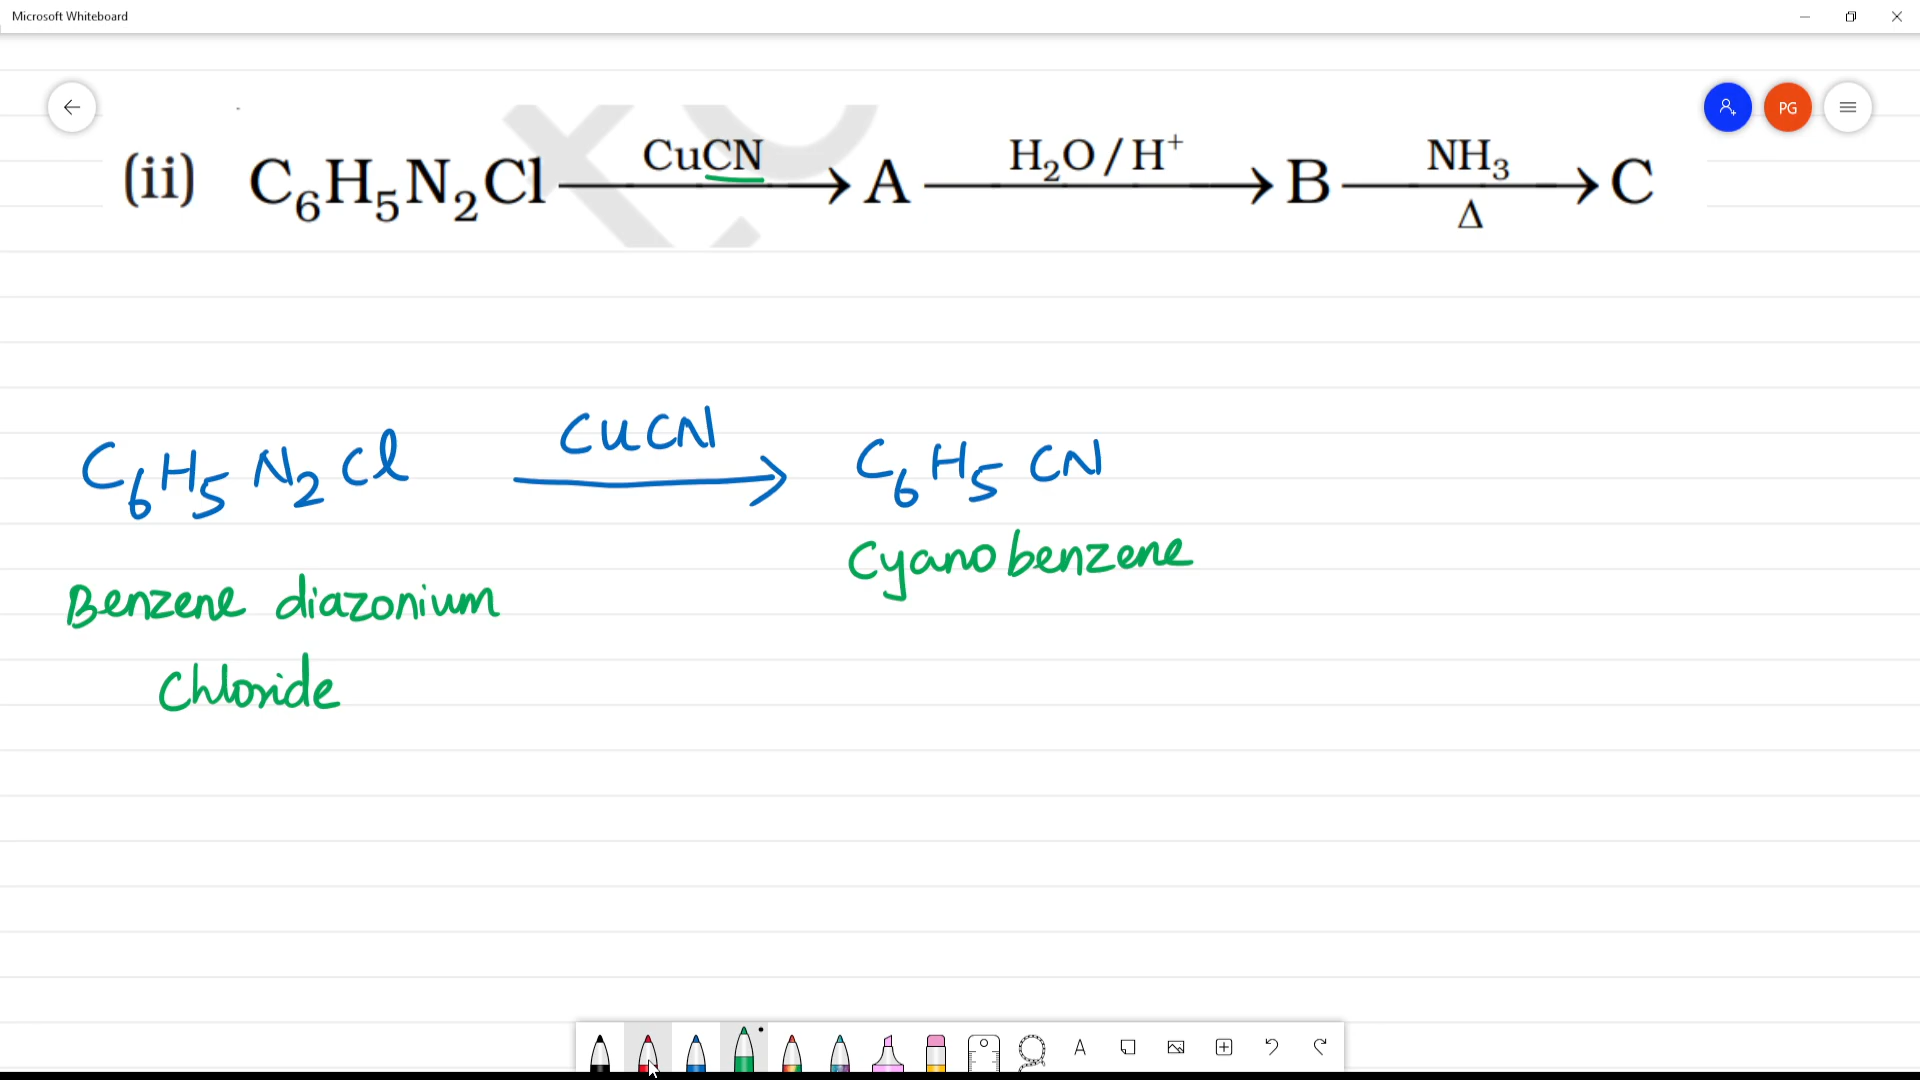 Microsoft Whiteboard
PG
(ii) C₆H₅N₂Cl —CuCN→ A —H₂O/H⁺→ B —NH₃/Δ→ C
C₆H₅N₂Cl —CuCN→ C₆H₅CN
Cyanobenzene
Benzene diazonium
Chloride
A